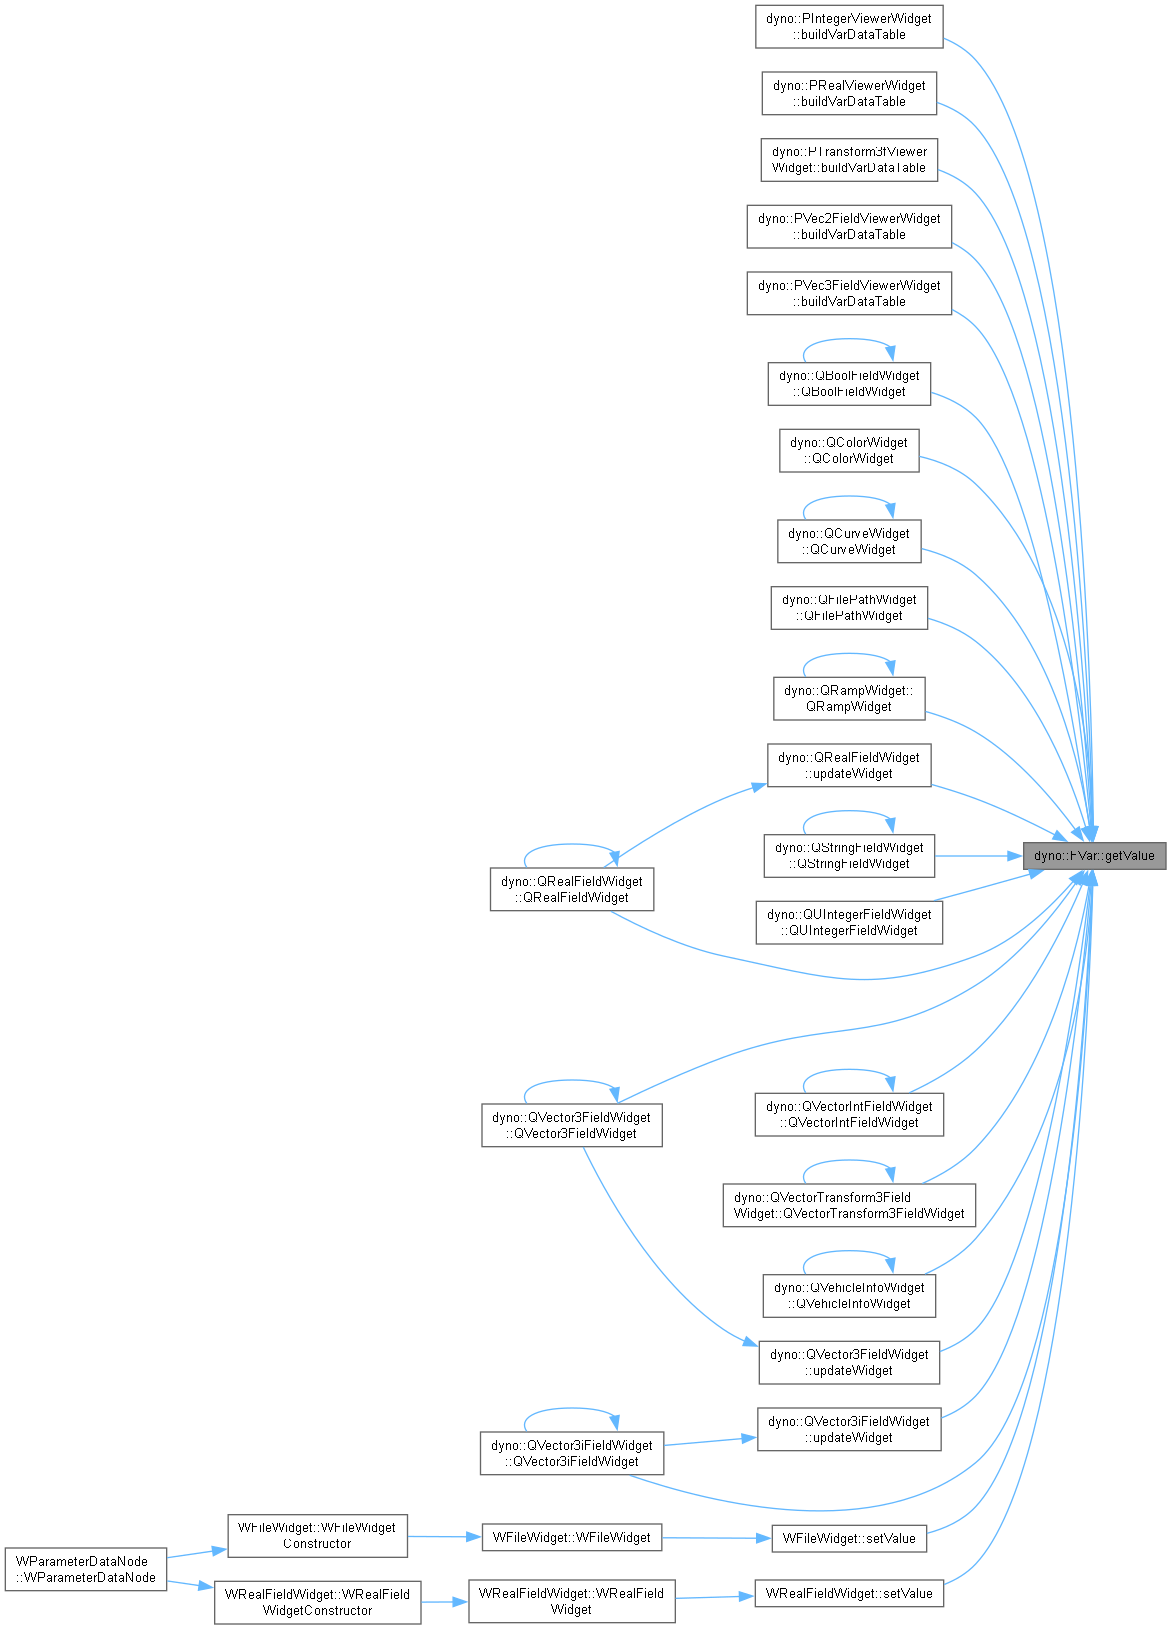 dyno::PIntegerViewerWidget
::buildVarDataTable
dyno::PRealViewerWidget
::buildVarDataTable
dyno::PTransform3fViewer
Widget::buildVarDataTable
dyno::PVec2FieldViewerWidget
::buildVarDataTable
dyno::PVec3FieldViewerWidget
::buildVarDataTable
dyno::QBoolFieldWidget
::QBoolFieldWidget
dyno::QColorWidget
::QColorWidget
dyno::QCurveWidget
::QCurveWidget
dyno::QFilePathWidget
::QFilePathWidget
dyno::QRampWidget::
QRampWidget
dyno::QRealFieldWidget
::updateWidget
dyno::QStringFieldWidget
::QStringFieldWidget
dyno::FVar::getValue
dyno::QRealFieldWidget
::QRealFieldWidget
dyno::QUIntegerFieldWidget
::QUIntegerFieldWidget
dyno::QVector3FieldWidget
::QVector3FieldWidget
dyno::QVectorIntFieldWidget
::QVectorIntFieldWidget
dyno::QVectorTransform3Field
Widget::QVectorTransform3FieldWidget
dyno::QVehicleInfoWidget
::QVehicleInfoWidget
dyno::QVector3FieldWidget
::updateWidget
dyno::QVector3iFieldWidget
::updateWidget
dyno::QVector3iFieldWidget
::QVector3iFieldWidget
WFileWidget::WFileWidget
Constructor
WFileWidget::WFileWidget
WFileWidget::setValue
WParameterDataNode
::WParameterDataNode
WRealFieldWidget::WRealField
WidgetConstructor
WRealFieldWidget::WRealField
Widget
WRealFieldWidget::setValue